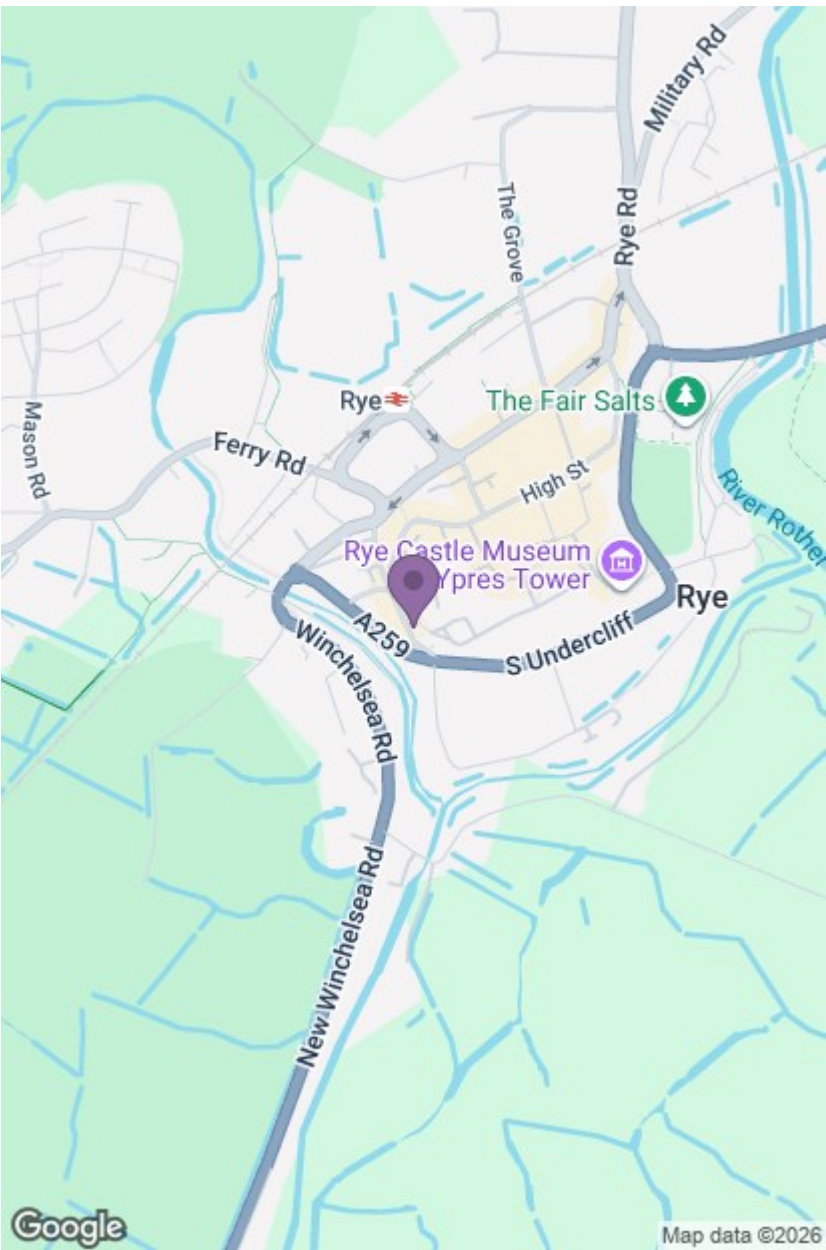 Military Rd
Rye Rd
The Grove
Rye
The Fair Salts
Mason Rd
Ferry Rd
High St
River Rother
Rye Castle Museum
Ypres Tower
Rye
A259
S Undercliff
Winchelsea Rd
New Winchelsea Rd
Google
Map data ©2026